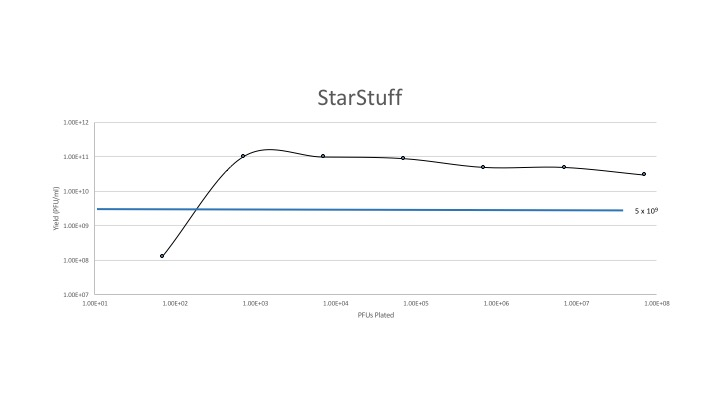 StarStuff
1.00E+12
1.00E+11
1.00E+10
1.00E+09
1.00E+08
1.00E+07
Yield (PFU/ml)
5 x 10⁹
1.00E+01 1.00E+02 1.00E+03 1.00E+04 1.00E+05 1.00E+06 1.00E+07 1.00E+08
PFUs Plated